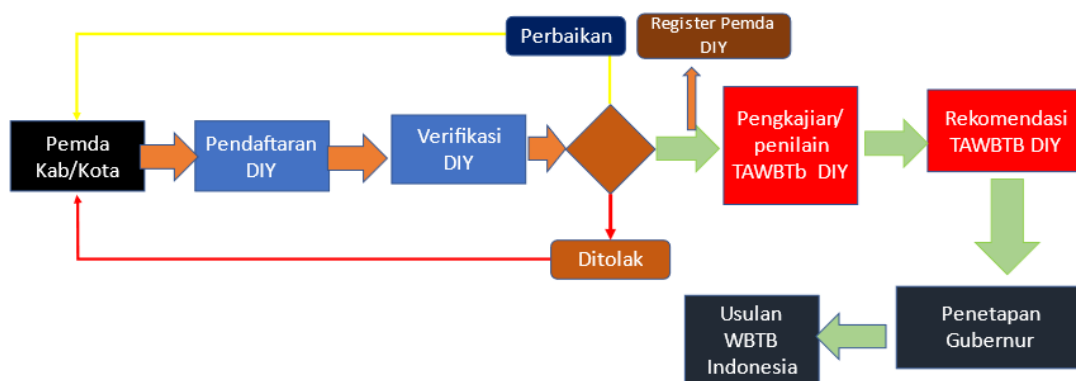 Perbaikan
Register Pemda
DIY
Pemda
Kab/Kota
Pendaftaran
DIY
Verifikasi
DIY
Pengkajian/
penilain
TAWBTb DIY
Rekomendasi
TAWBTB DIY
Ditolak
Usulan
WBTB
Indonesia
Penetapan
Gubernur